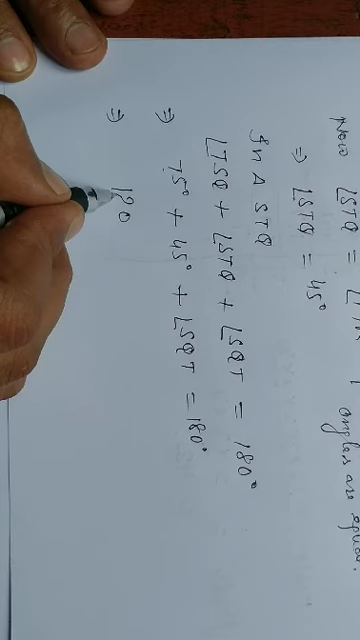 Now ∠STQ = ∠
angles are equal.
⇒ ∠STQ = 45°
In Δ STQ
∠TSQ + ∠STQ + ∠SQT = 180°
⇒ 75° + 45° + ∠SQT = 180°
⇒ 120